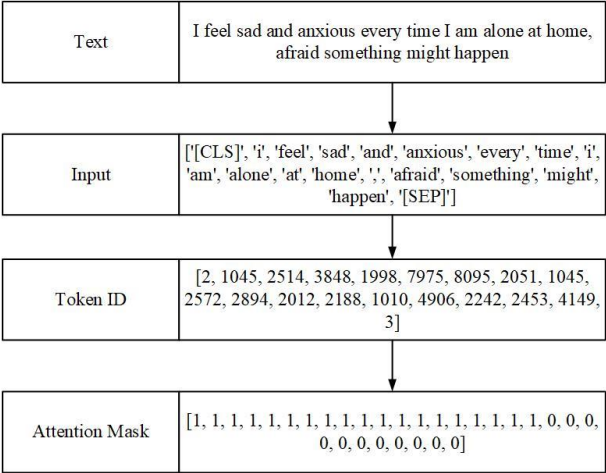 Text
I feel sad and anxious every time I am alone at home,
afraid something might happen
Input
['[CLS]', 'i', 'feel', 'sad', 'and', 'anxious', 'every', 'time', 'i',
'am', 'alone', 'at', 'home', ',', 'afraid', 'something', 'might',
'happen', '[SEP]']
Token ID
[2, 1045, 2514, 3848, 1998, 7975, 8095, 2051, 1045,
2572, 2894, 2012, 2188, 1010, 4906, 2242, 2453, 4149,
3]
Attention Mask
[1, 1, 1, 1, 1, 1, 1, 1, 1, 1, 1, 1, 1, 1, 1, 1, 1, 1, 1, 0, 0, 0,
0, 0, 0, 0, 0, 0, 0, 0]